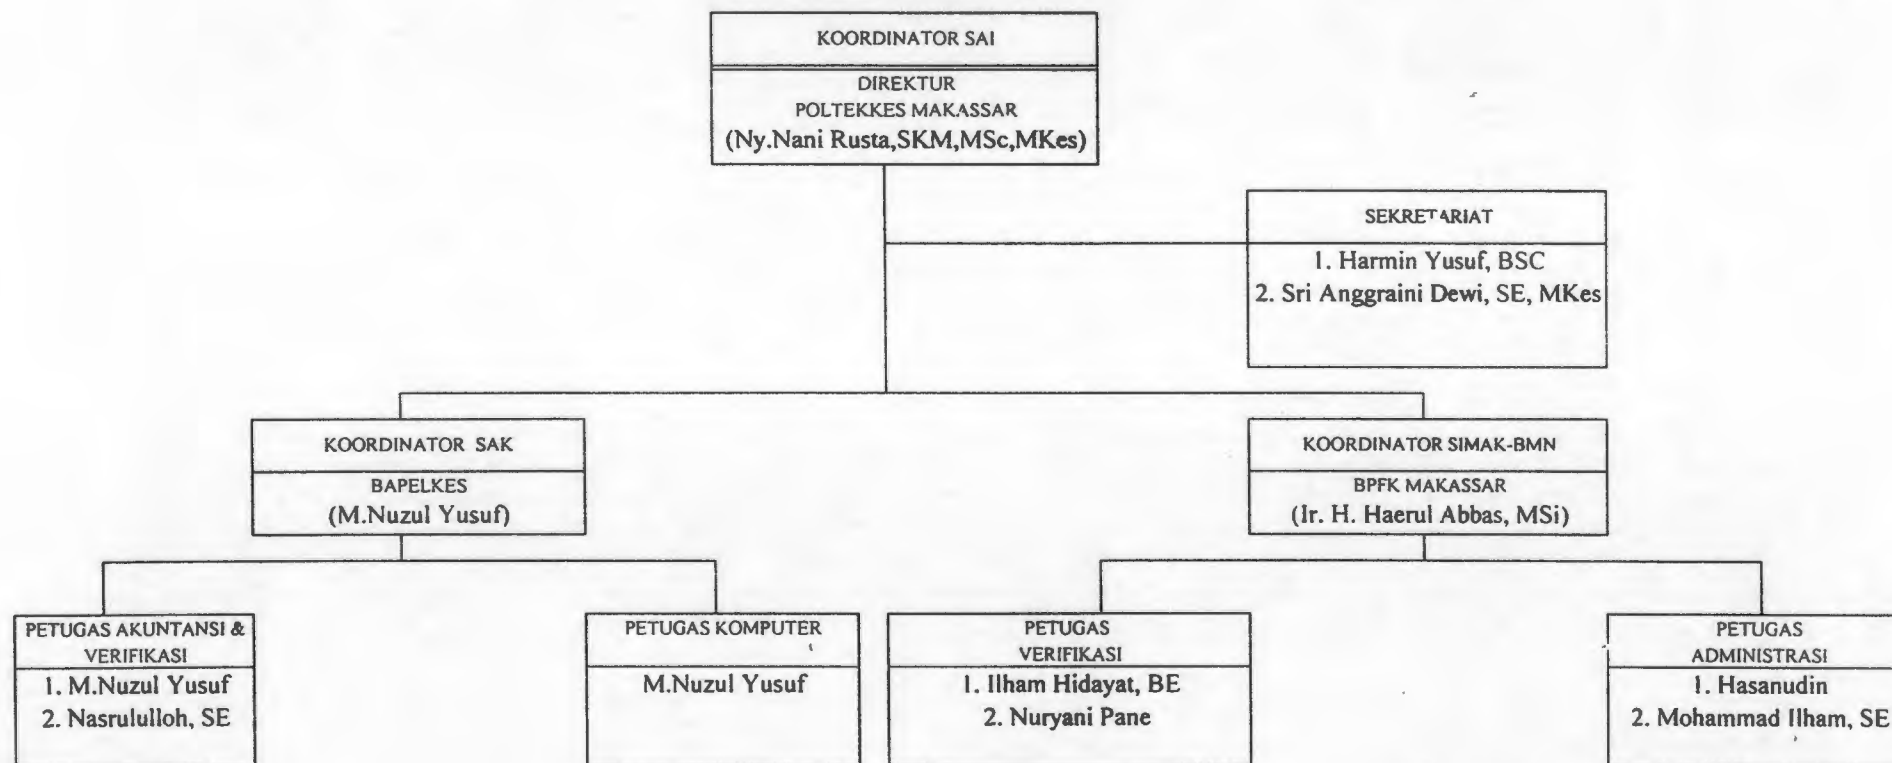 KOORDINATOR SAI
DIREKTUR
POLTEKKES MAKASSAR
(Ny.Nani Rusta,SKM,MSc,MKes)
SEKRETARIAT
1. Harmin Yusuf, BSC
2. Sri Anggraini Dewi, SE, MKes
KOORDINATOR SAK
BAPELKES
(M.Nuzul Yusuf)
KOORDINATOR SIMAK-BMN
BPFK MAKASSAR
(Ir. H. Haerul Abbas, MSi)
PETUGAS AKUNTANSI &
VERIFIKASI
1. M.Nuzul Yusuf
2. Nasrululloh, SE
PETUGAS KOMPUTER
M.Nuzul Yusuf
PETUGAS
VERIFIKASI
1. Ilham Hidayat, BE
2. Nuryani Pane
PETUGAS
ADMINISTRASI
1. Hasanudin
2. Mohammad Ilham, SE